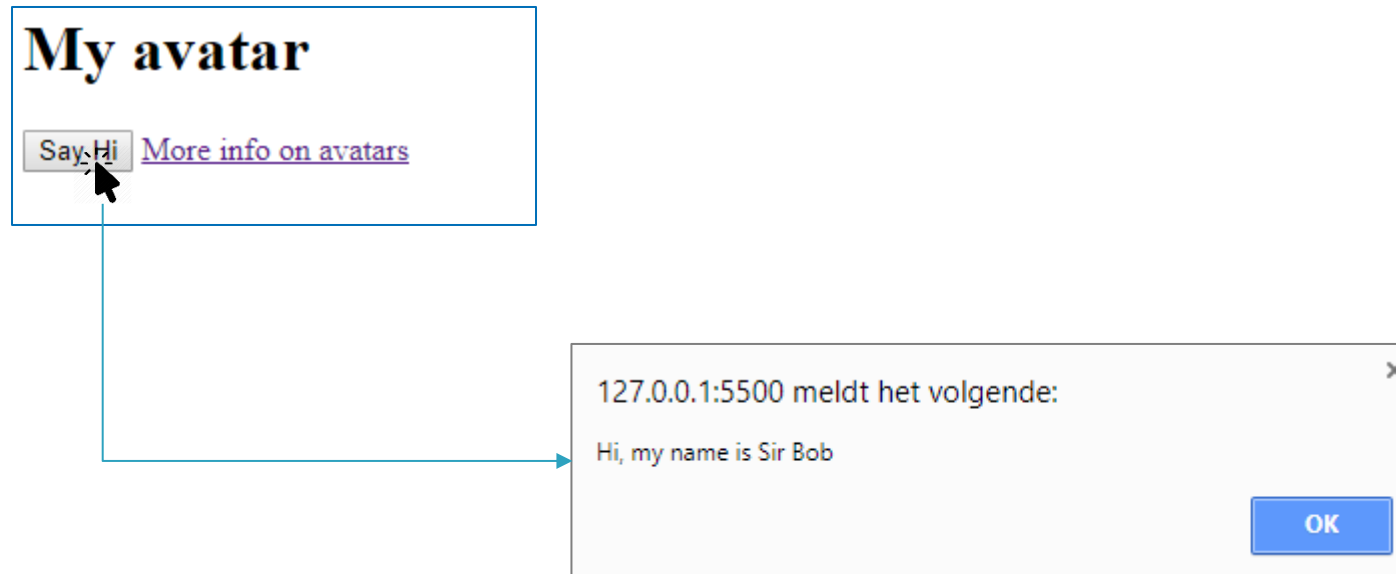 My avatar
Say Hi More info on avatars
127.0.0.1:5500 meldt het volgende:
Hi, my name is Sir Bob
OK